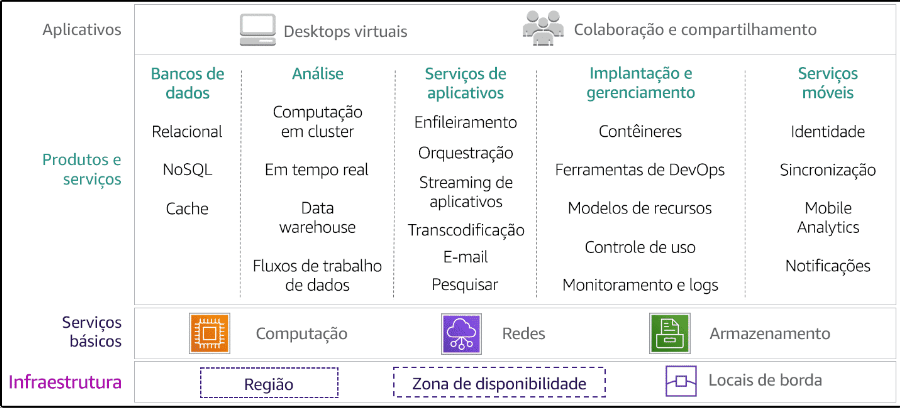 Aplicativos
Desktops virtuais
Colaboração e compartilhamento
Produtos e
serviços
Bancos de
dados
Relacional
NoSQL
Cache
Análise
Computação
em cluster
Em tempo real
Data
warehouse
Fluxos de trabalho
de dados
Serviços de
aplicativos
Enfileiramento
Orquestração
Streaming de
aplicativos
Transcodificação
E-mail
Pesquisar
Implantação e
gerenciamento
Contêineres
Ferramentas de DevOps
Modelos de recursos
Controle de uso
Monitoramento e logs
Serviços
móveis
Identidade
Sincronização
Mobile
Analytics
Notificações
Serviços
básicos
Computação
Redes
Armazenamento
Infraestrutura
Região
Zona de disponibilidade
Locais de borda